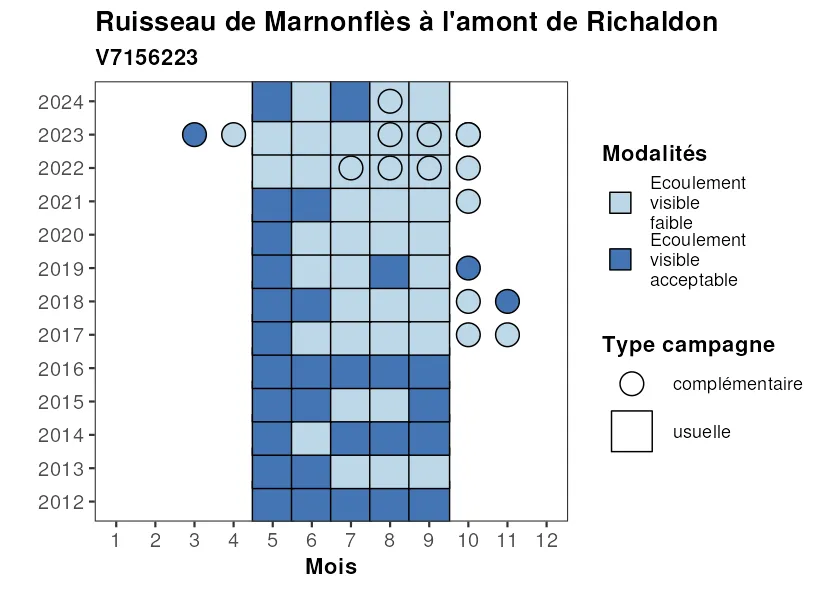 Ruisseau de Marnonflès à l'amont de Richaldon
V7156223
2024
2023
2022
2021
2020
2019
2018
2017
2016
2015
2014
2013
2012
1 2 3 4 5 6 7 8 9 10 11 12
Mois
Modalités
Ecoulement
visible
faible
Ecoulement
visible
acceptable
Type campagne
complémentaire
usuelle